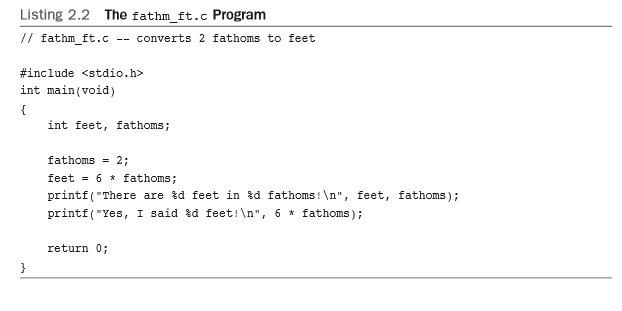 Listing 2.2 The fathm_ft.c Program
// fathm_ft.c -- converts 2 fathoms to feet
#include <stdio.h>
int main(void)
{
    int feet, fathoms;
    fathoms = 2;
    feet = 6 * fathoms;
    printf("There are %d feet in %d fathoms!\n", feet, fathoms);
    printf("Yes, I said %d feet!\n", 6 * fathoms);
    return 0;
}